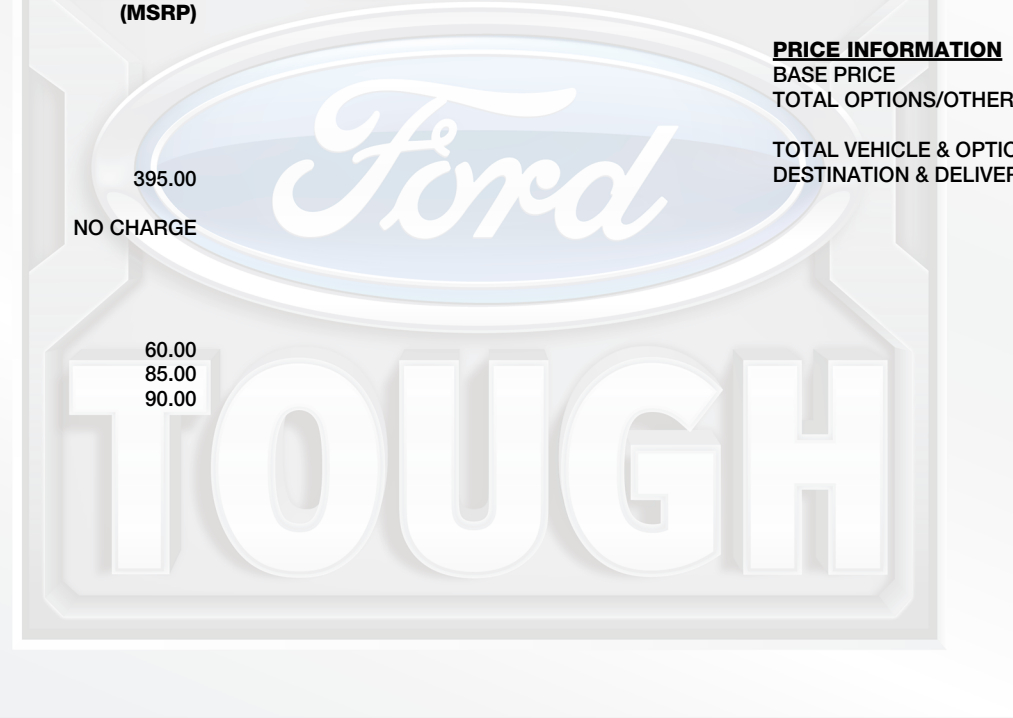 (MSRP)
395.00
NO CHARGE
60.00
85.00
90.00
PRICE INFORMATION
BASE PRICE
TOTAL OPTIONS/OTHER
TOTAL VEHICLE & OPTIO
DESTINATION & DELIVER
Ford
TOUGH